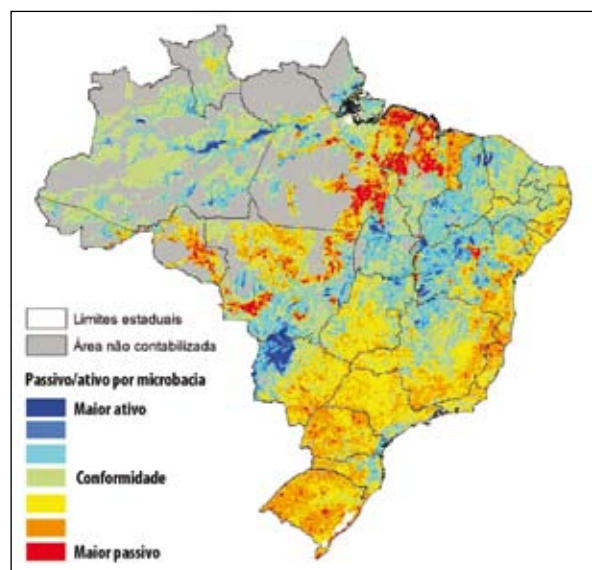 Limites estaduais
Área não contabilizada
Passivo/ativo por microbacia
Maior ativo
Conformidade
Maior passivo